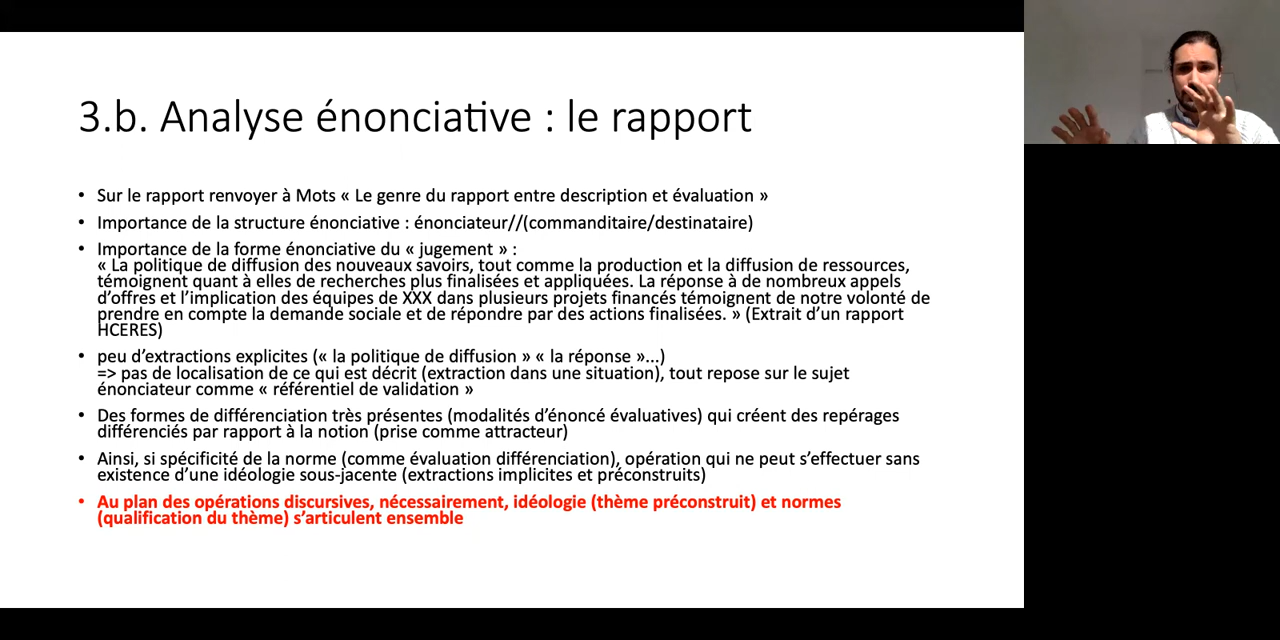 3.b. Analyse énonciative : le rapport
• Sur le rapport renvoyer à Mots « Le genre du rapport entre description et évaluation »
• Importance de la structure énonciative : énonciateur//(commanditaire/destinataire)
• Importance de la forme énonciative du « jugement » :
« La politique de diffusion des nouveaux savoirs, tout comme la production et la diffusion de ressources,
témoignent quant à elles de recherches plus finalisées et appliquées. La réponse à de nombreux appels
d’offres et l’implication des équipes de XXX dans plusieurs projets financés témoignent de notre volonté de
prendre en compte la demande sociale et de répondre par des actions finalisées. » (Extrait d’un rapport
HCERES)
• peu d’extractions explicites (« la politique de diffusion » « la réponse »...)
=> pas de localisation de ce qui est décrit (extraction dans une situation), tout repose sur le sujet
énonciateur comme « référentiel de validation »
• Des formes de différenciation très présentes (modalités d’énoncé évaluatives) qui créent des repérages
différenciés par rapport à la notion (prise comme attracteur)
• Ainsi, si spécificité de la norme (comme évaluation différenciation), opération qui ne peut s’effectuer sans
existence d’une idéologie sous-jacente (extractions implicites et préconstruits)
• Au plan des opérations discursives, nécessairement, idéologie (thème préconstruit) et normes
(qualification du thème) s’articulent ensemble